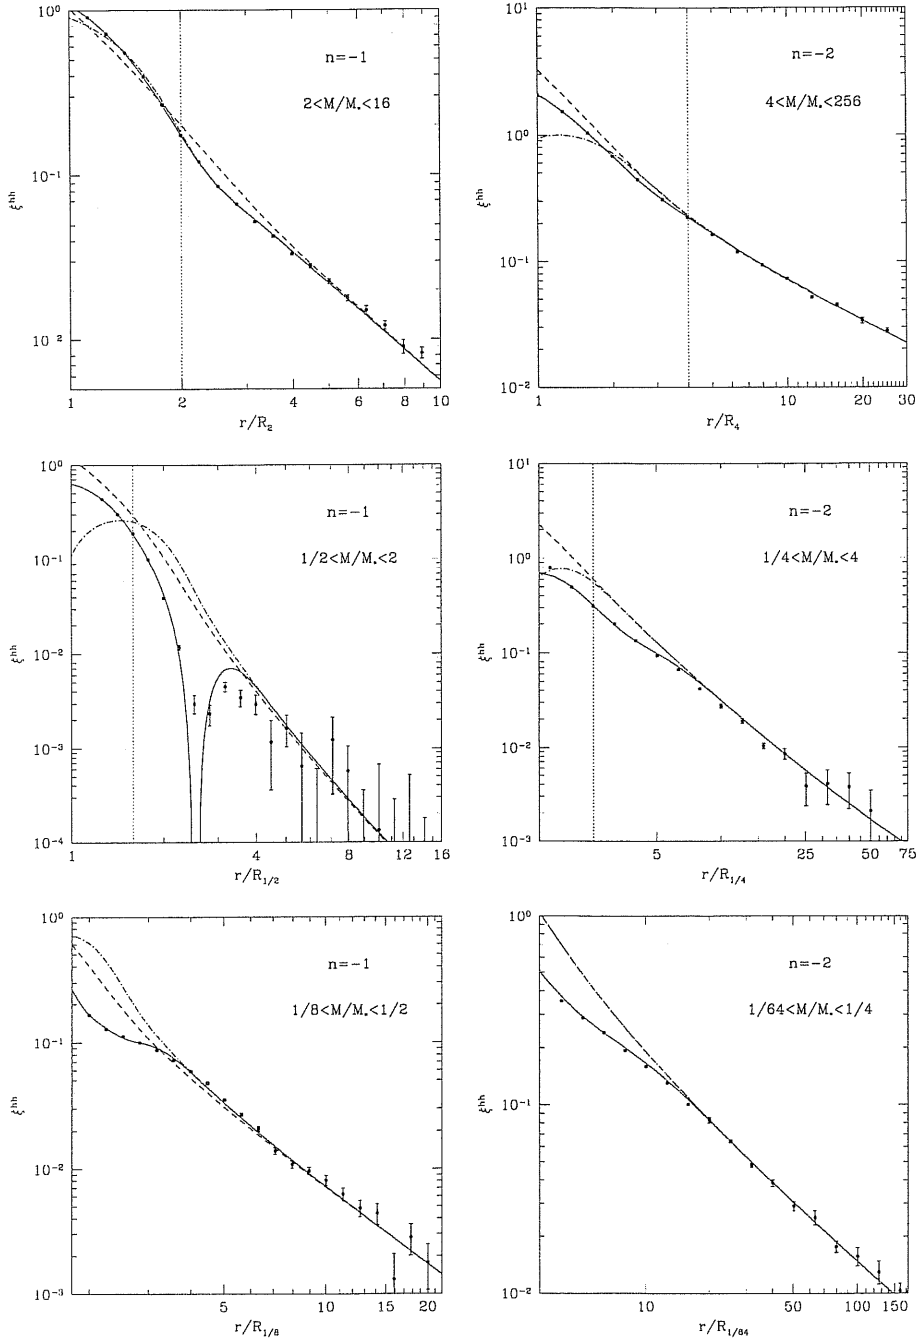 10⁰
10⁻¹
10⁻²
ξʰʰ
n=−1
2<M/M*<16
1 2 4 6 8 10
r/R₂
10¹
10⁰
10⁻¹
10⁻²
ξʰʰ
n=−2
4<M/M*<256
1 10 20 30
r/R₄
10⁰
10⁻¹
10⁻²
10⁻³
10⁻⁴
ξʰʰ
n=−1
1/2<M/M*<2
1 4 8 12 16
r/R₁/₂
10¹
10⁰
10⁻¹
10⁻²
10⁻³
ξʰʰ
n=−2
1/4<M/M*<4
5 25 50 75
r/R₁/₄
10⁰
10⁻¹
10⁻²
10⁻³
ξʰʰ
n=−1
1/8<M/M*<1/2
5 10 15 20
r/R₁/₈
10⁰
10⁻¹
10⁻²
ξʰʰ
n=−2
1/64<M/M*<1/4
10 50 100 150
r/R₁/₆₄